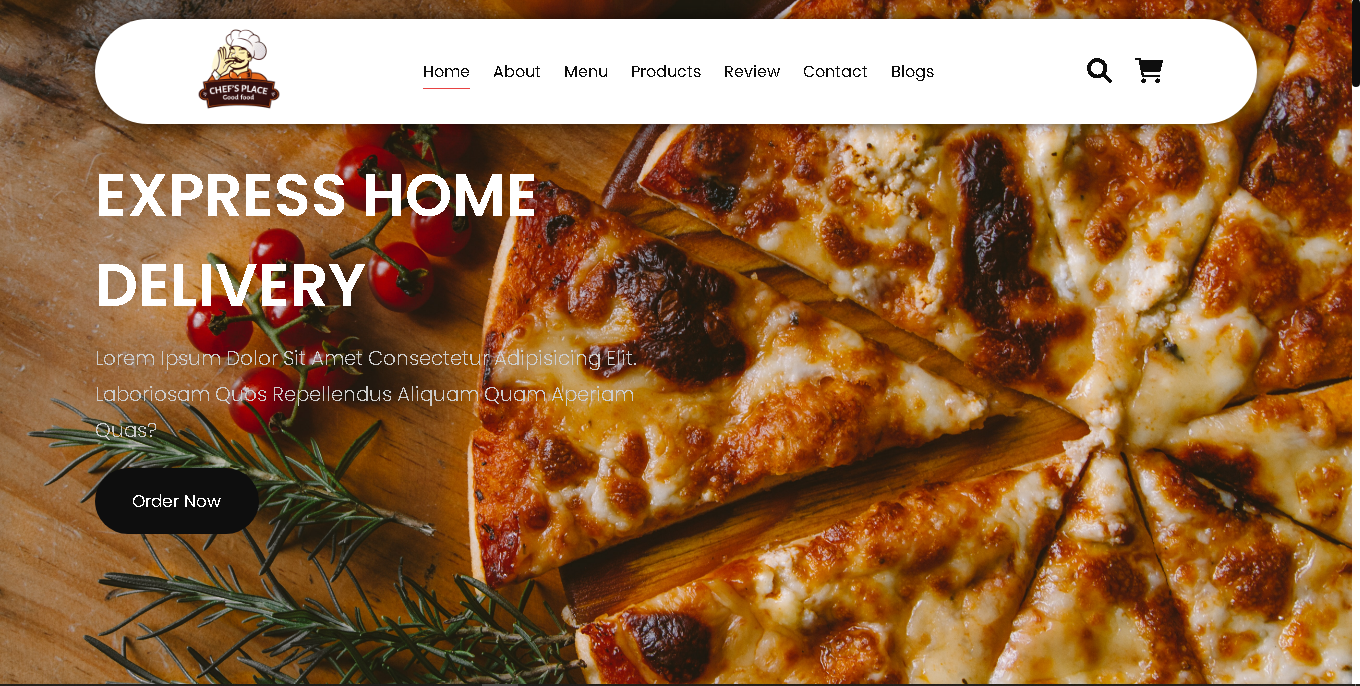 CHEF'S PLACE
Good food
Home About Menu Products Review Contact Blogs
EXPRESS HOME
DELIVERY
Lorem Ipsum Dolor Sit Amet Consectetur Adipisicing Elit.
Laboriosam Quos Repellendus Aliquam Quam Aperiam
Quas?
Order Now